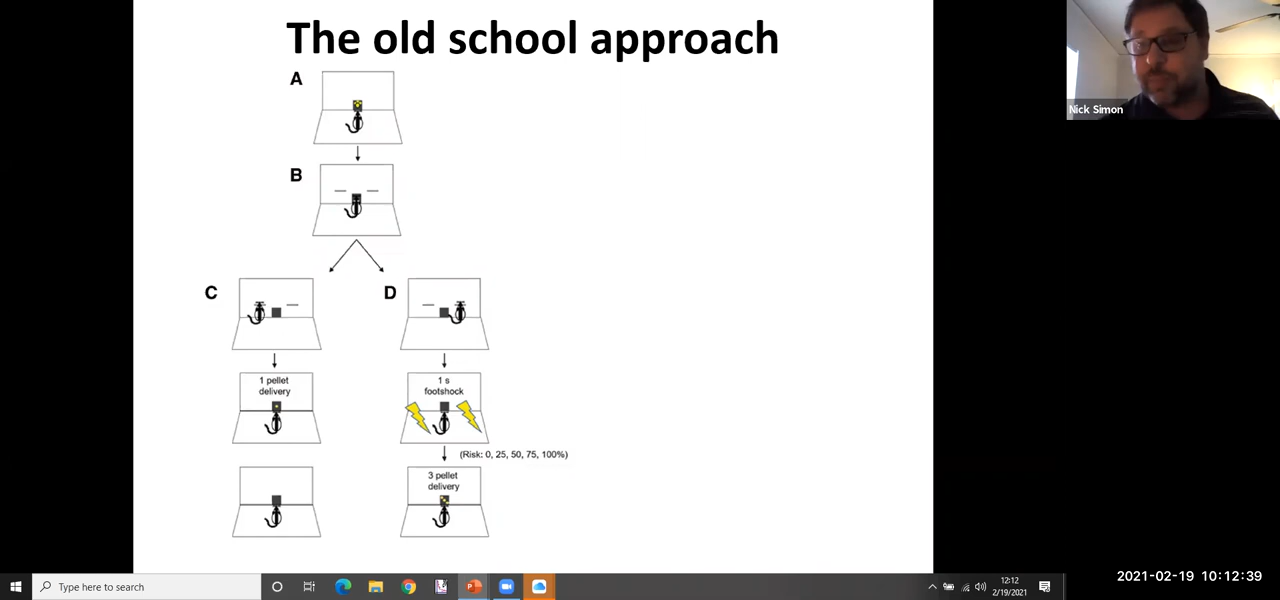 The old school approach
A
B
C
D
1 pellet
delivery
1 s
footshock
(Risk: 0, 25, 50, 75, 100%)
3 pellet
delivery
Nick Simon
Type here to search
12:12
2/19/2021
2021-02-19 10:12:39